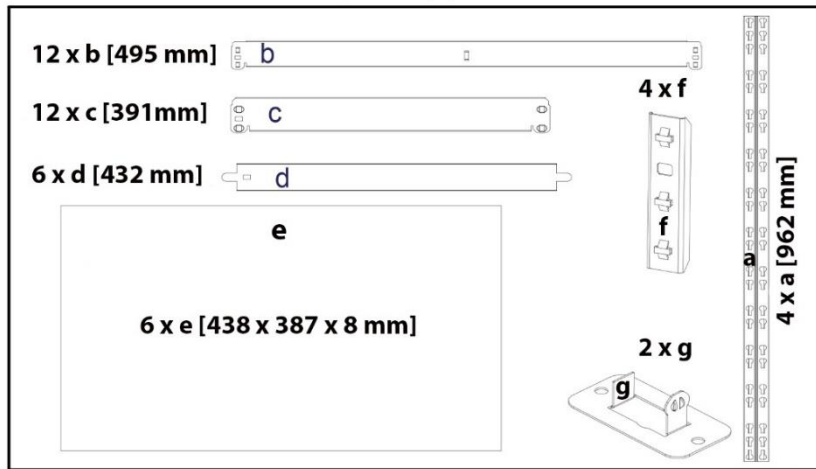 12 x b [495 mm]
b
4 x f
12 x c [391mm]
c
6 x d [432 mm]
d
f
a
4 x a [962 mm]
e
6 x e [438 x 387 x 8 mm]
2 x g
g